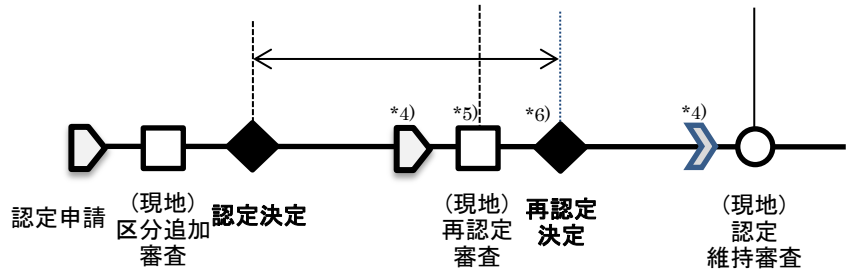 *4)
*5)
*6)
*4)
認定申請
(現地)
区分追加
審査
認定決定
(現地)
再認定
審査
再認定
決定
(現地)
認定
維持審査